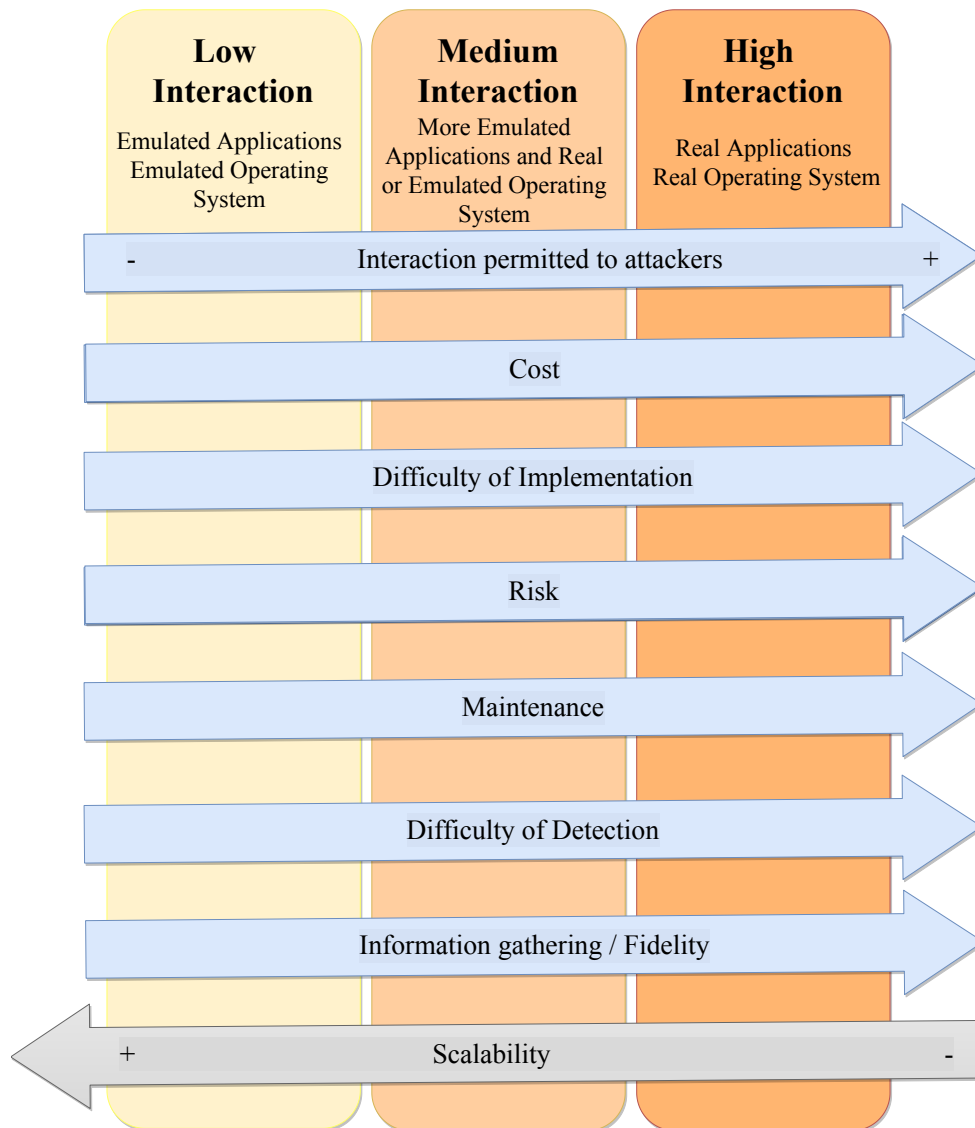 Low
Interaction
Emulated Applications
Emulated Operating
System
Medium
Interaction
More Emulated
Applications and Real
or Emulated Operating
System
High
Interaction
Real Applications
Real Operating System
- Interaction permitted to attackers +
Cost
Difficulty of Implementation
Risk
Maintenance
Difficulty of Detection
Information gathering / Fidelity
+ Scalability -